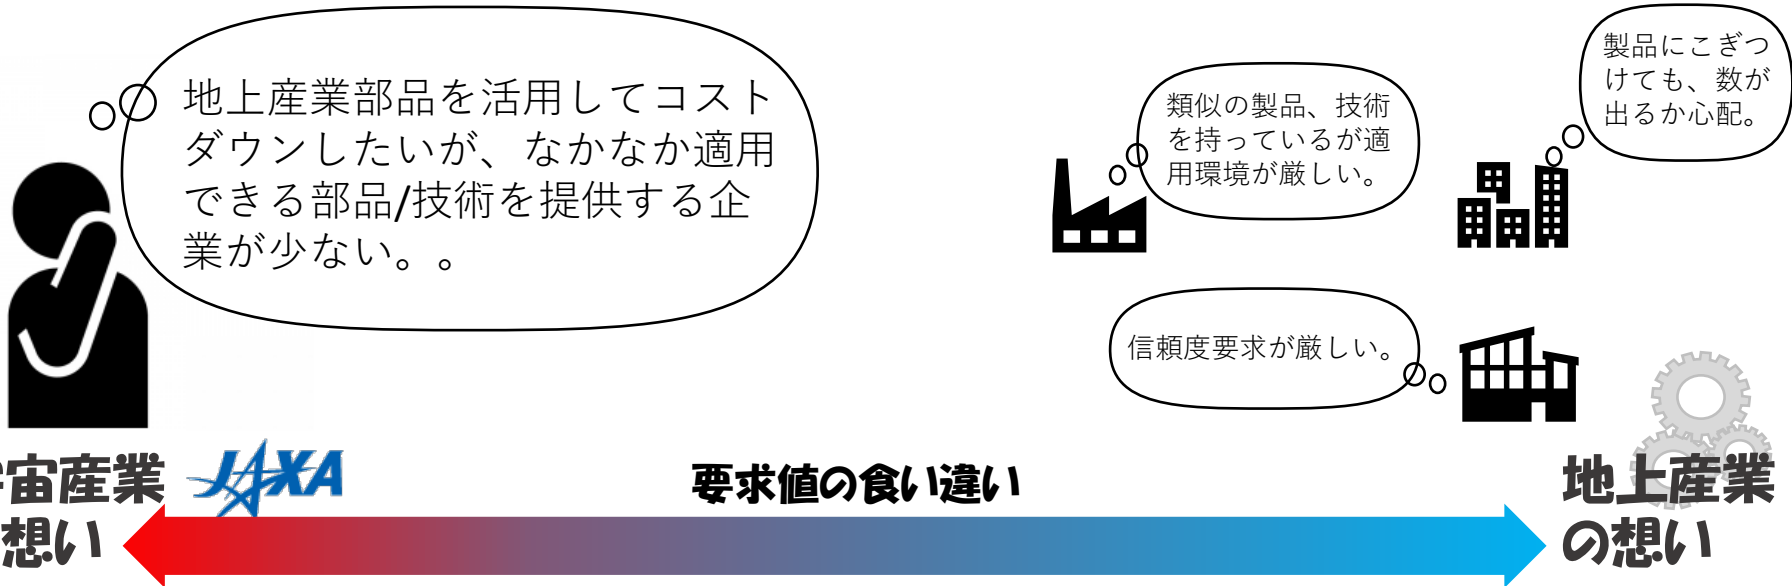 地上産業部品を活用してコスト
ダウンしたいが、なかなか適用
できる部品/技術を提供する企
業が少ない。。
類似の製品、技術
を持っているが適
用環境が厳しい。
製品にこぎつ
けても、数が
出るか心配。
信頼度要求が厳しい。
宙産業
想い
JAXA
要求値の食い違い
地上産業
の想い